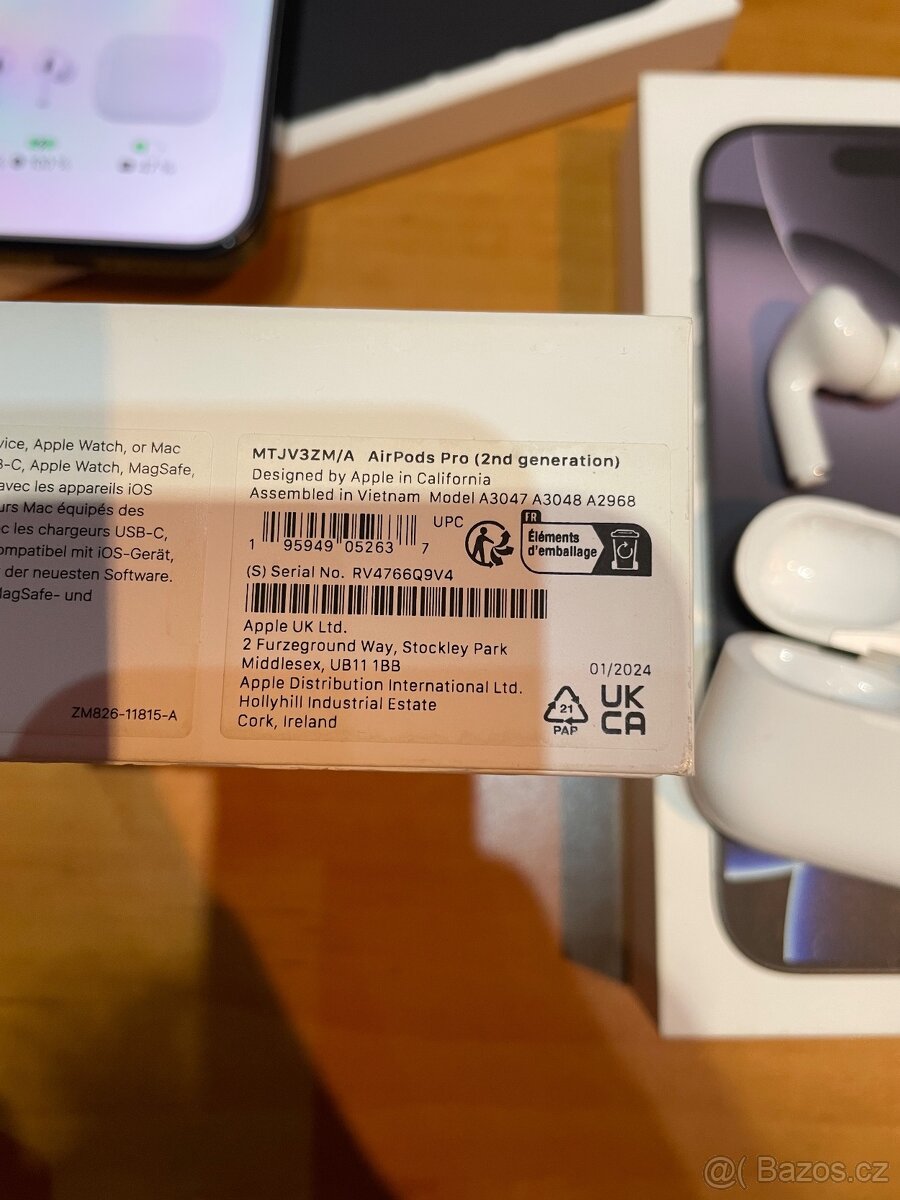 vice, Apple Watch, or Mac
B-C, Apple Watch, MagSafe,
avec les appareils iOS
urs Mac équipés des
c les chargeurs USB-C,
ompatibel mit iOS-Gerät,
der neuesten Software.
MagSafe- und
ZM826-11815-A
MTJV3ZM/A AirPods Pro (2nd generation)
Designed by Apple in California
Assembled in Vietnam Model A3047 A3048 A2968
UPC
1 95949 05263 7
FR
Éléments
d'emballage
(S) Serial No. RV4766Q9V4
Apple UK Ltd.
2 Furzeground Way, Stockley Park
Middlesex, UB11 1BB
Apple Distribution International Ltd.
Hollyhill Industrial Estate
Cork, Ireland
01/2024
21
PAP
UK
CA
@( Bazos.cz